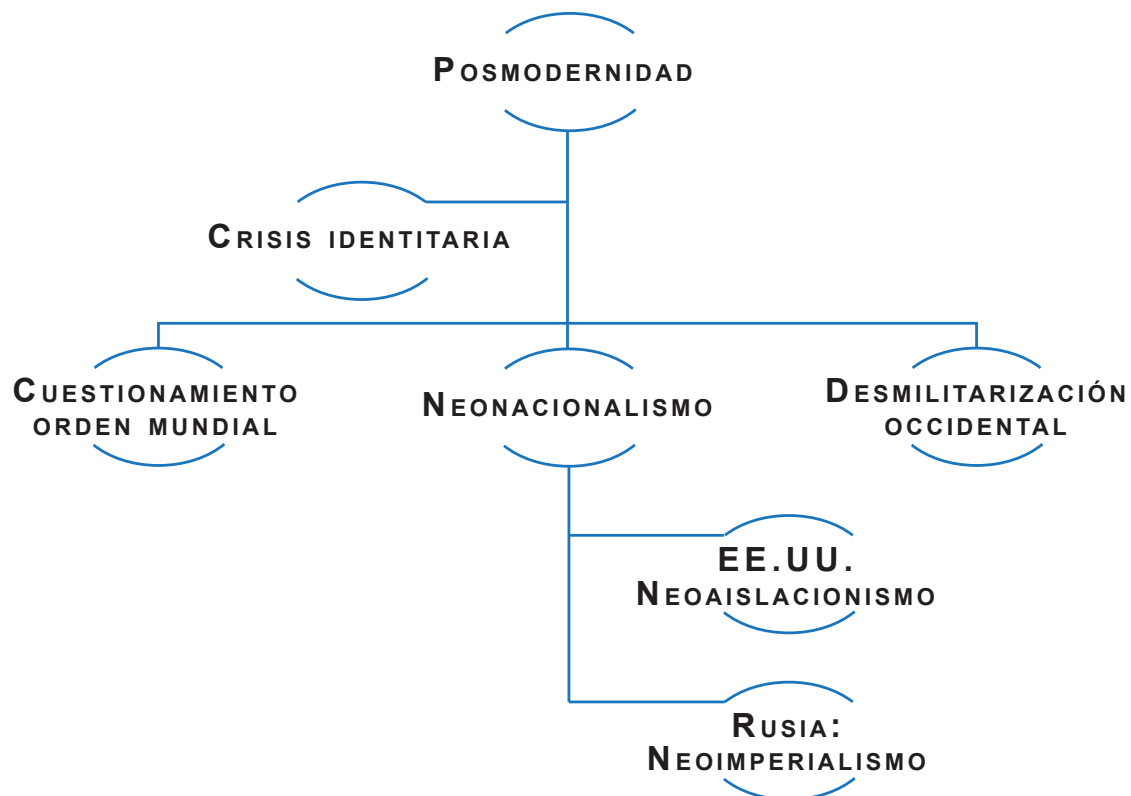 Posmodernidad
Crisis identitaria
Cuestionamiento
orden mundial
Neonacionalismo
Desmilitarización
occidental
EE.UU.
Neoaislacionismo
Rusia:
Neoimperialismo